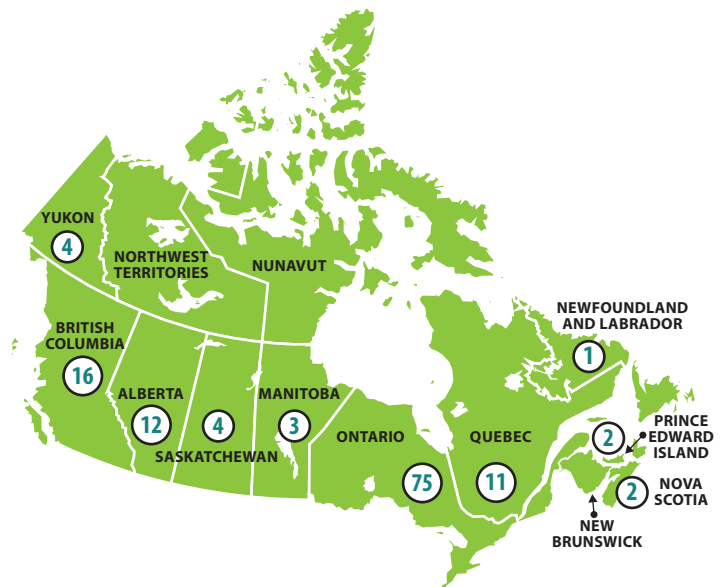 YUKON
4
NORTHWEST
TERRITORIES
NUNAVUT
BRITISH
COLUMBIA
16
ALBERTA
12
4
SASKATCHEWAN
MANITOBA
3
ONTARIO
75
QUEBEC
11
NEWFOUNDLAND
AND LABRADOR
1
2
PRINCE
EDWARD
ISLAND
2
NOVA
SCOTIA
NEW
BRUNSWICK